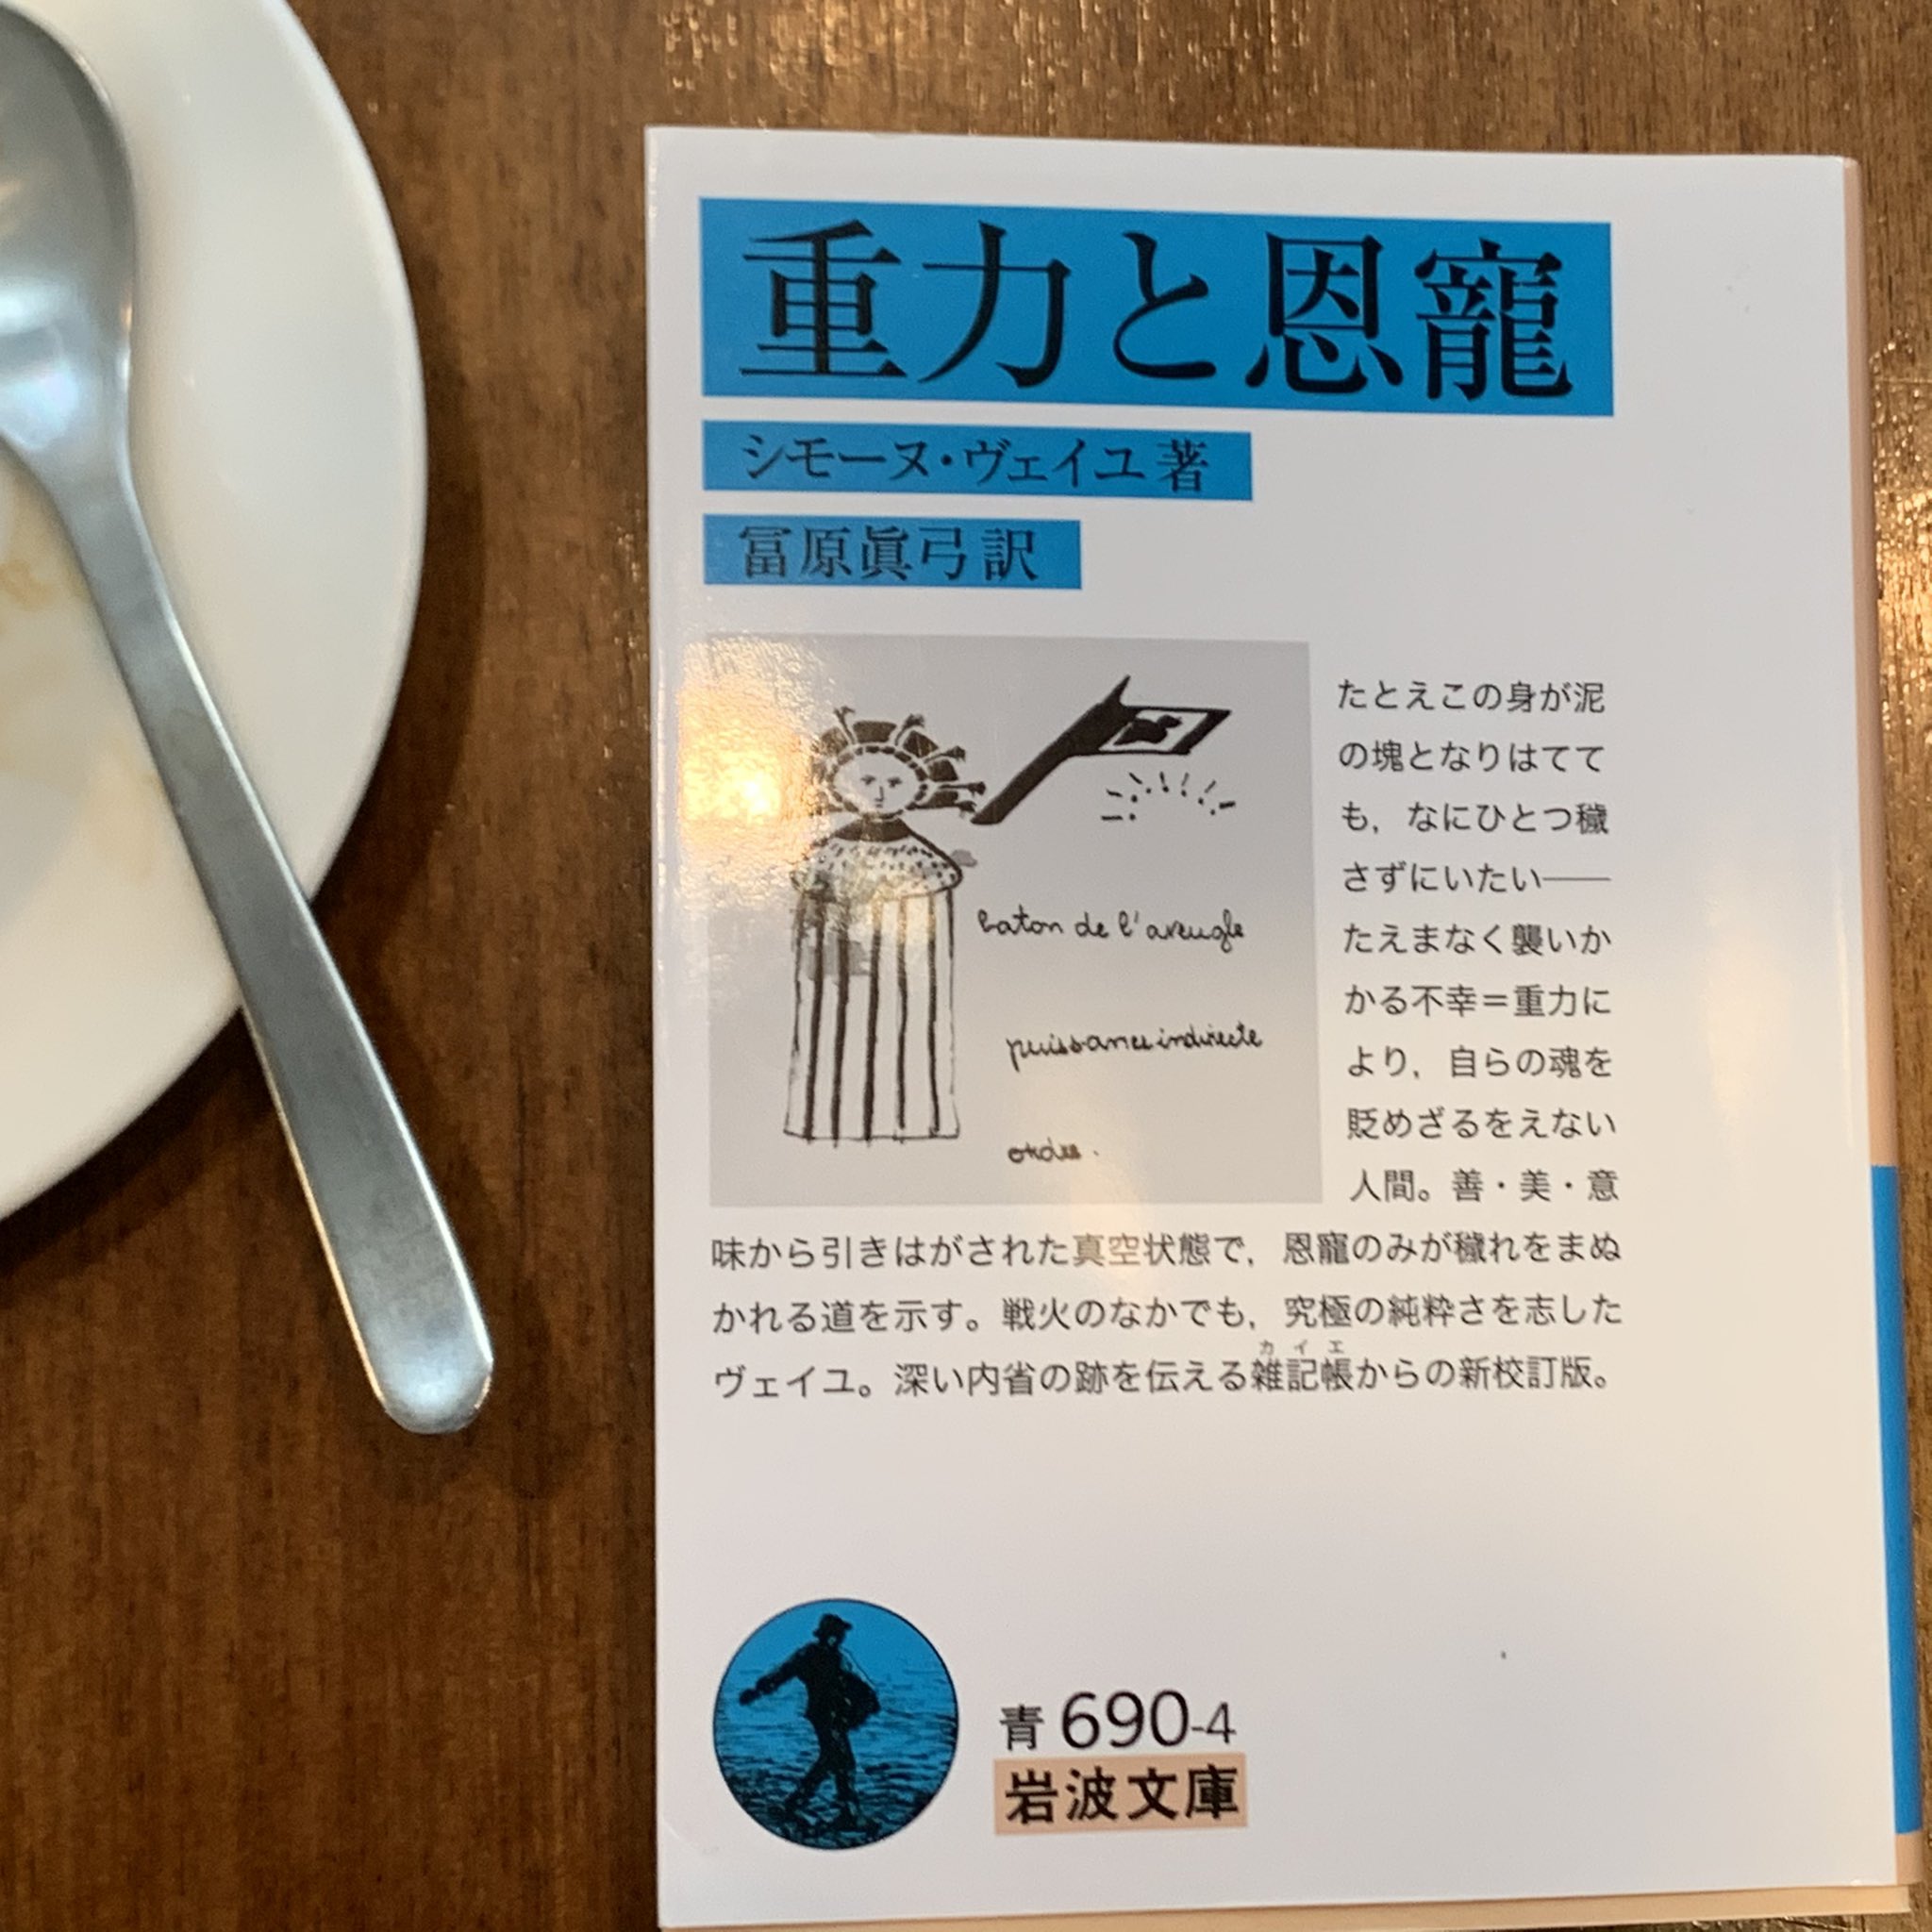 重力と恩寵
シモーヌ・ヴェイユ著
冨原眞弓訳
baton de l'aveugle
puissance indirecte
ordre.
たとえこの身が泥
の塊となりはてて
も，なにひとつ穢
さずにいたい──
たえまなく襲いか
かる不幸＝重力に
より，自らの魂を
貶めざるをえない
人間。善・美・意
味から引きはがされた真空状態で，恩寵のみが穢れをまぬ
かれる道を示す。戦火のなかでも，究極の純粋さを志した
カイエ
ヴェイユ。深い内省の跡を伝える雑記帳からの新校訂版。
青 690-4
岩波文庫